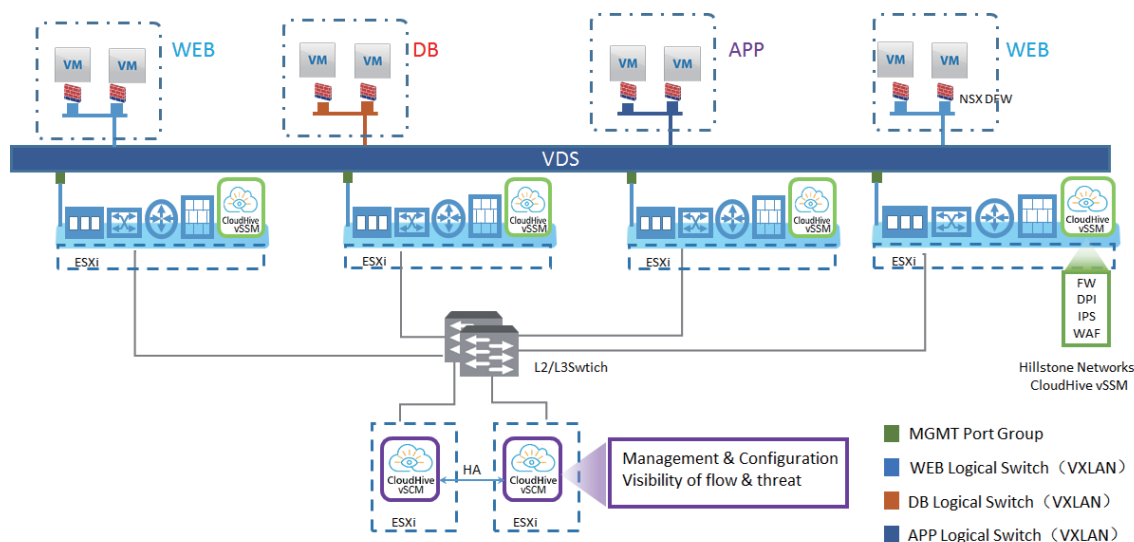 WEB
DB
APP
WEB
VM VM
VM VM
VM VM
VM VM
NSX DFW
VDS
CloudHive
vSSM
CloudHive
vSSM
CloudHive
vSSM
CloudHive
vSSM
ESXi
ESXi
ESXi
ESXi
FW
DPI
IPS
WAF
L2/L3Swtich
Hillstone Networks
CloudHive vSSM
CloudHive
vSCM
HA
CloudHive
vSCM
ESXi
ESXi
Management & Configuration
Visibility of flow & threat
MGMT Port Group
WEB Logical Switch（VXLAN）
DB Logical Switch（VXLAN）
APP Logical Switch（VXLAN）